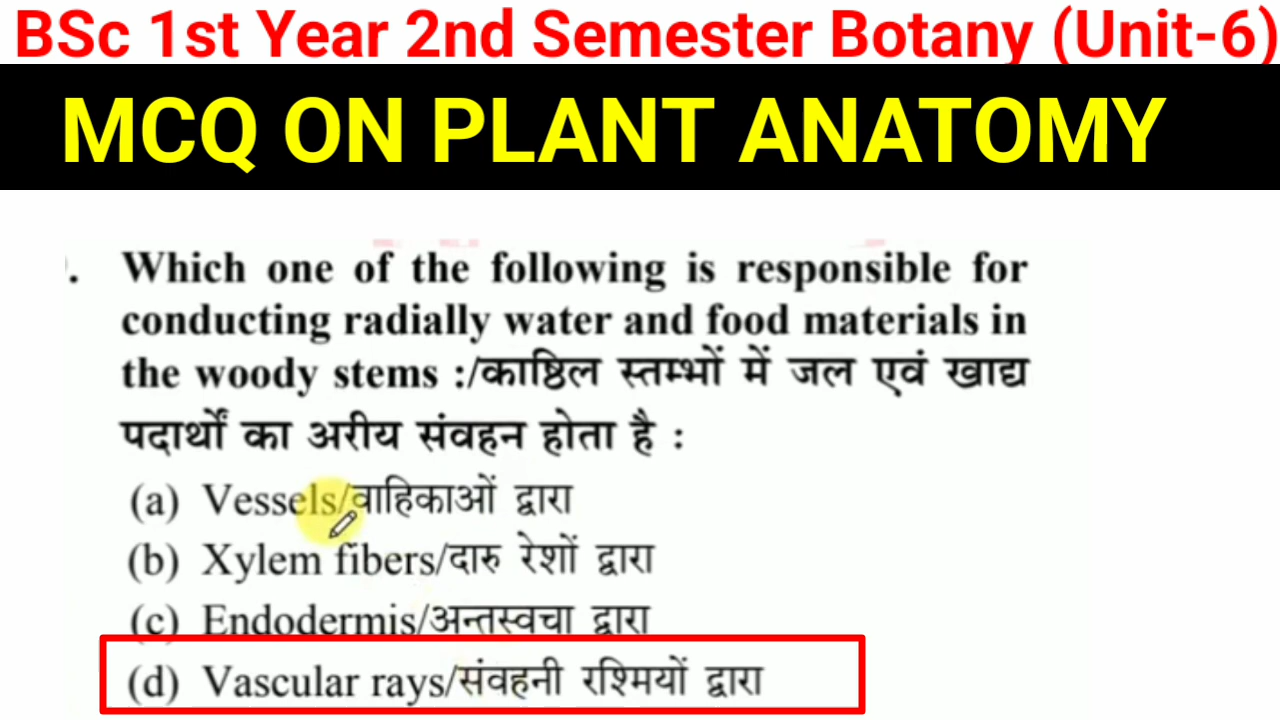 BSc 1st Year 2nd Semester Botany (Unit-6)
MCQ ON PLANT ANATOMY
. Which one of the following is responsible for
conducting radially water and food materials in
the woody stems :/काष्ठिल स्तम्भों में जल एवं खाद्य
पदार्थों का अरीय संवहन होता है :
(a) Vessels/वाहिकाओं द्वारा
(b) Xylem fibers/दारु रेशों द्वारा
(c) Endodermis/अन्तस्वचा द्वारा
(d) Vascular rays/संवहनी रश्मियों द्वारा